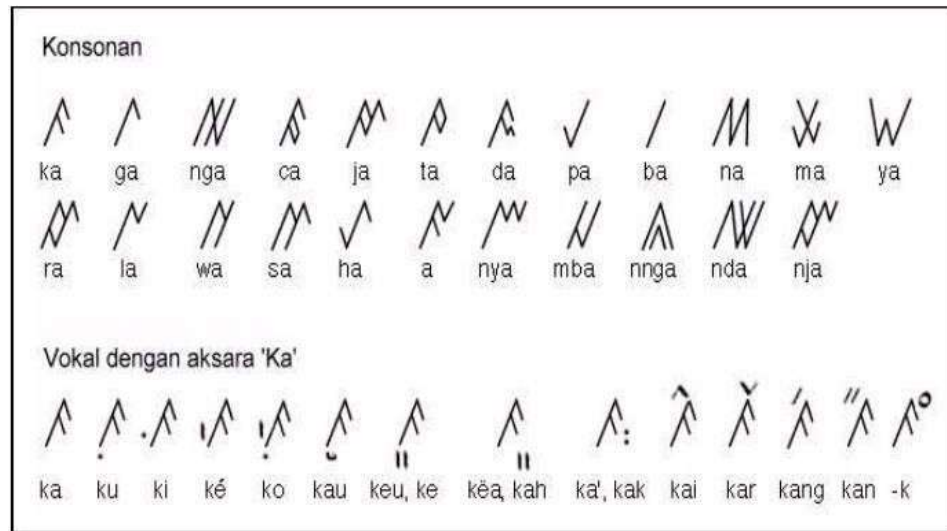 Konsonan
ꤰ ꤱ ꤲ ꤹ ꤺ ꤳ ꤴ ꤶ ꤷ ꤵ ꤸ ꤿ
ka ga nga ca ja ta da pa ba na ma ya
ꤽ ꤾ ꥀ ꤼ ꥁ ꥆ ꤻ ꥂ ꥃ ꥄ ꥅ
ra la wa sa ha a nya mba nnga nda nja
Vokal dengan aksara 'Ka'
ꤰ ꤰꥈ ꤰꥇ ꤰꥉ ꤰꥋ ꤰꥌ ꤰꥍ ꤰꥎ ꤰꥒ ꤰꥊ ꤰꥑ ꤰꥏ ꤰꥐ ꤰ꥓
ka ku ki ké ko kau keu, ke këa, kah ka', kak kai kar kang kan -k